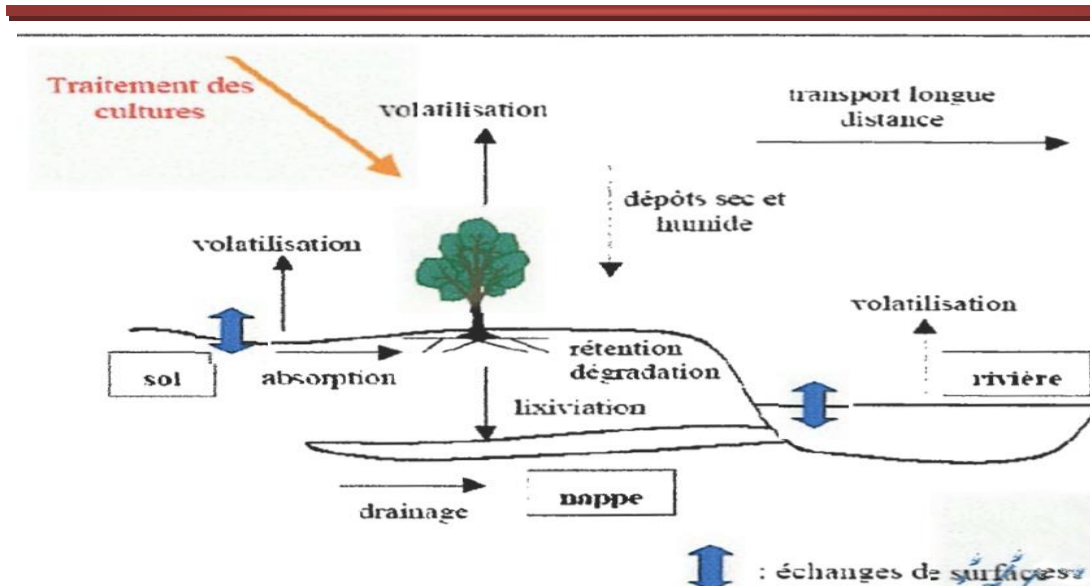 Traitement des
cultures
volatilisation
transport longue
distance
dépôts sec et
humide
volatilisation
volatilisation
sol
absorption
rétention
dégradation
rivière
lixiviation
nappe
drainage
: échanges de surfaces